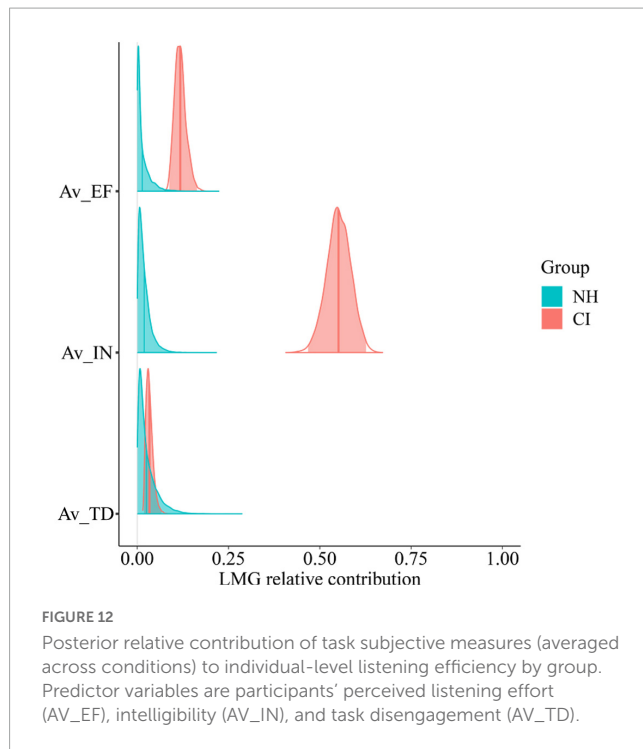 Av_EF
Av_IN
Av_TD
0.00 0.25 0.50 0.75 1.00
LMG relative contribution
Group
NH
CI
FIGURE 12
Posterior relative contribution of task subjective measures (averaged
across conditions) to individual-level listening efficiency by group.
Predictor variables are participants’ perceived listening effort
(AV_EF), intelligibility (AV_IN), and task disengagement (AV_TD).